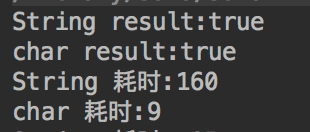 String result:true
char result:true
String 耗时:160
char 耗时:9